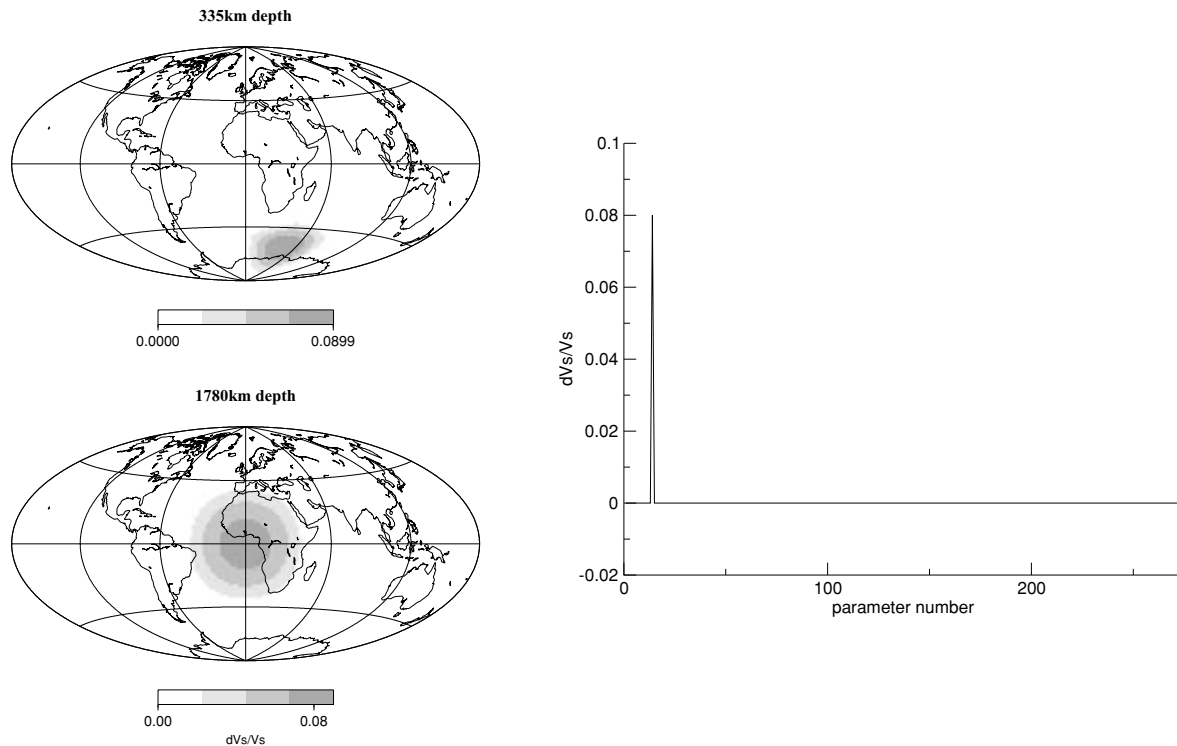 335km depth
0.0000 0.0899
1780km depth
0.00 0.08
dVs/Vs
0.1
0.08
0.06
0.04
0.02
0
-0.02
dVs/Vs
0 100 200
parameter number